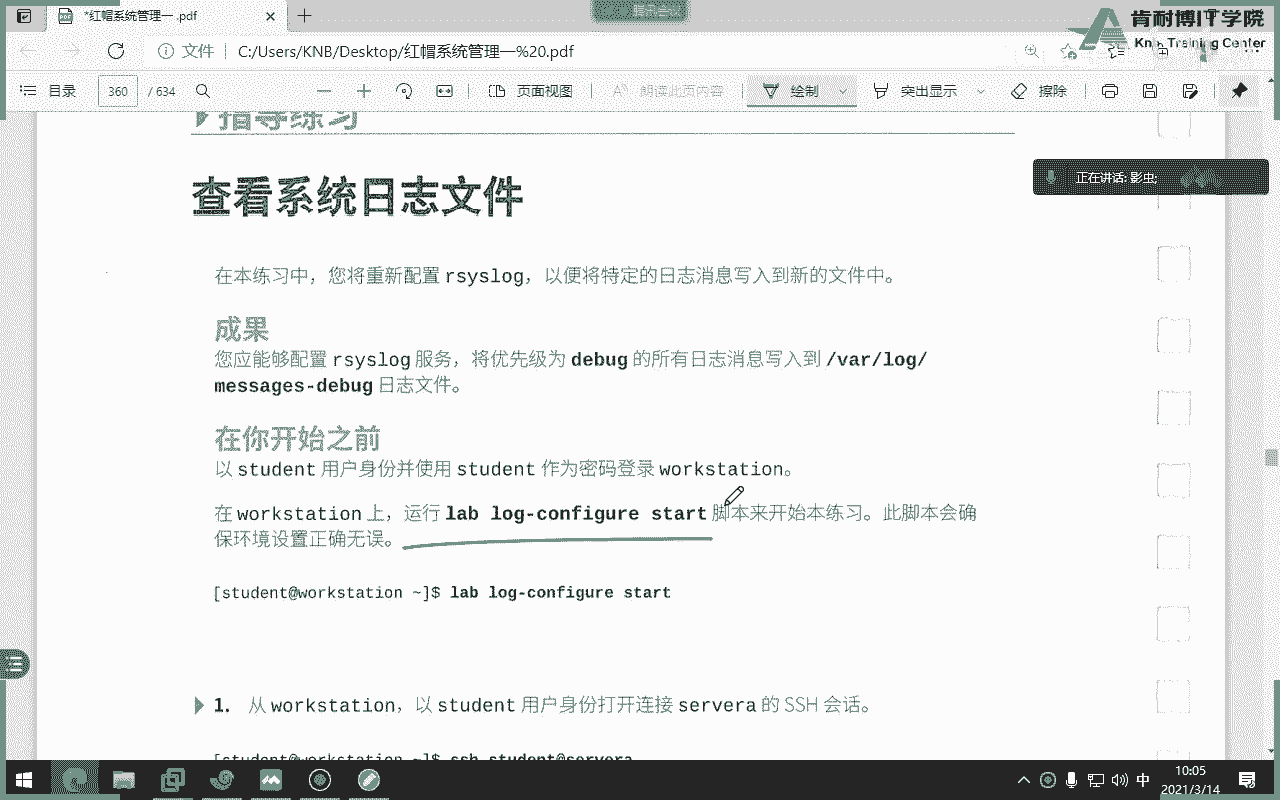 *红帽系统管理一 .pdf
肯耐博IT学院
KnB Training Center
文件 C:/Users/KNB/Desktop/红帽系统管理一%20.pdf
目录 360 / 634 页面视图 朗读此页内容 绘制 突出显示 擦除
指导练习
正在讲话: 影虫;
查看系统日志文件
在本练习中，您将重新配置 rsyslog，以便将特定的日志消息写入到新的文件中。
成果
您应能够配置 rsyslog 服务，将优先级为 debug 的所有日志消息写入到 /var/log/
messages-debug 日志文件。
在你开始之前
以 student 用户身份并使用 student 作为密码登录 workstation。
在 workstation 上，运行 lab log-configure start 脚本来开始本练习。此脚本会确
保环境设置正确无误。
[student@workstation ~]$ lab log-configure start
1. 从 workstation，以 student 用户身份打开连接 servera 的 SSH 会话。
[student@workstation ~]$ ssh student@servera
中 10:05
2021/3/14